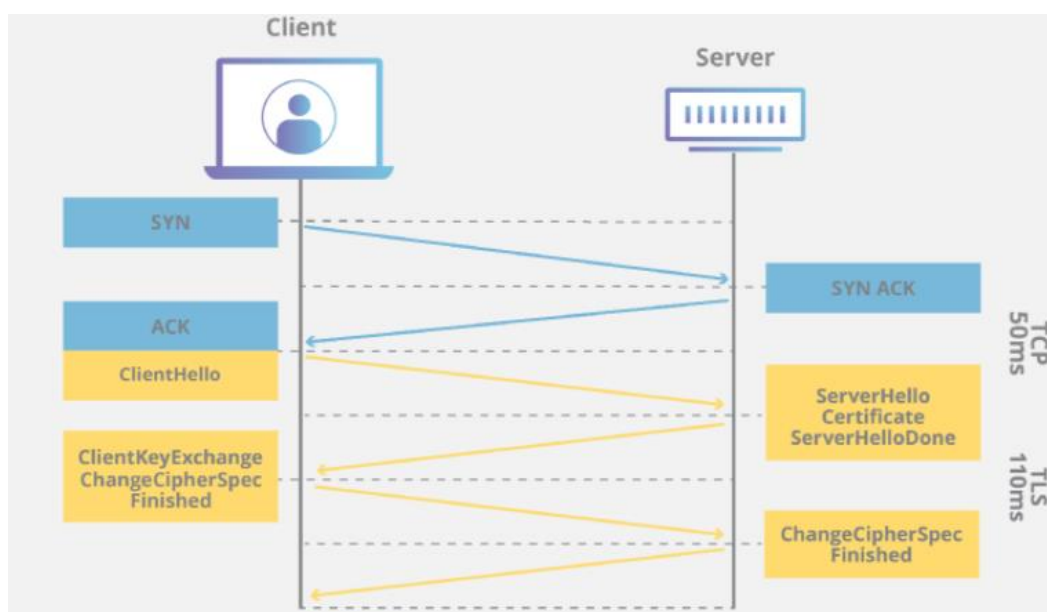 Client
Server
SYN
SYN ACK
ACK
TCP
50ms
ClientHello
ServerHello
Certificate
ServerHelloDone
ClientKeyExchange
ChangeCipherSpec
Finished
TLS
110ms
ChangeCipherSpec
Finished